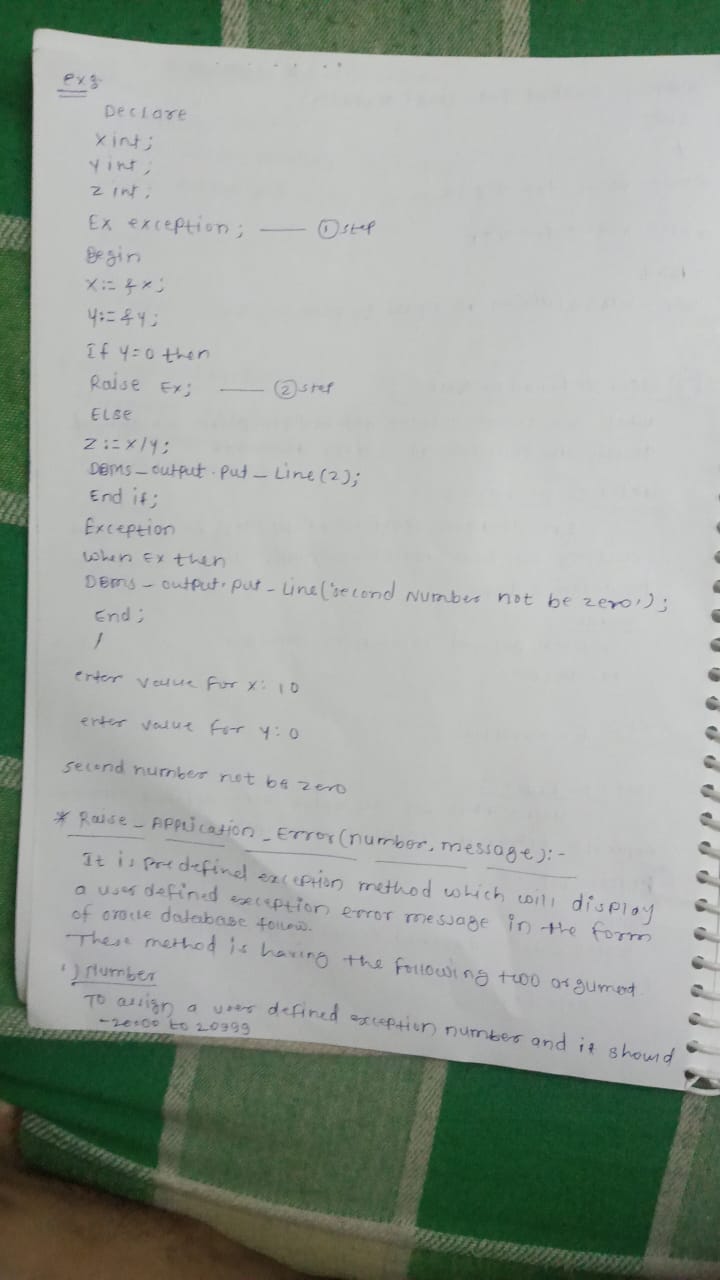 ex 3
Declare
x int;
y int;
z int;
Ex exception; —— ① step
Begin
x:= &x;
y:= &y;
If y=0 then
Raise Ex; —— ② step
ELSE
z:= x/y;
DBms_output.put_Line(z);
End if;
Exception
when Ex then
DBms_output.put_Line('second Number not be zero');
End;
/
enter value for x: 10
enter value for y: 0
second number not be zero
* Raise_Application_Error(number, message):-
It is predefined exception method which will display
a user defined exception error message in the form
of oracle database follow.
These method is having the following two argument
1) Number
To assign a user defined exception number and it should
-20000 to 20999